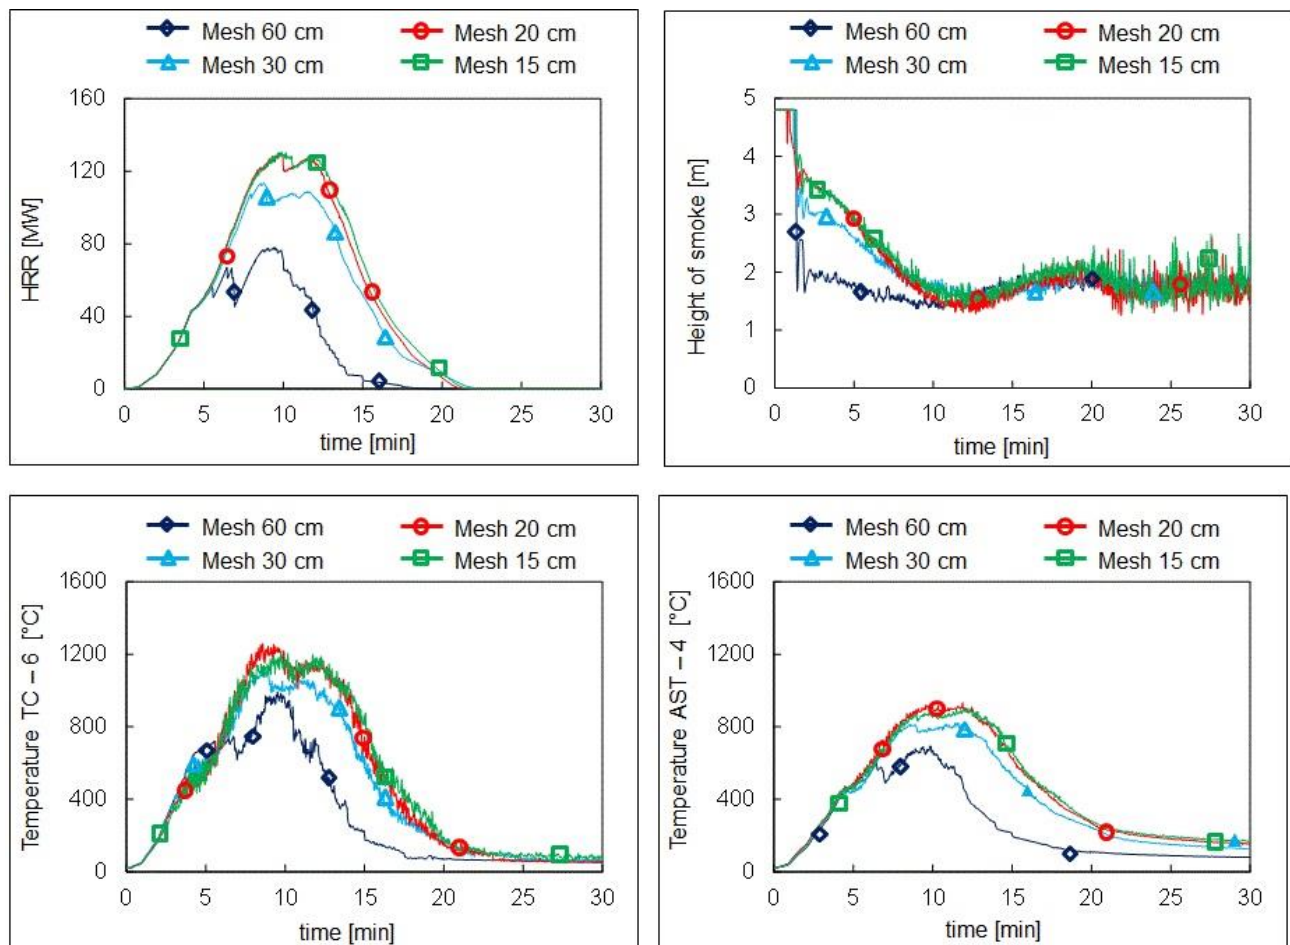 Mesh 60 cm Mesh 20 cm
Mesh 30 cm Mesh 15 cm
HRR [MW]
160
120
80
40
0
0 5 10 15 20 25 30
time [min]
Mesh 60 cm Mesh 20 cm
Mesh 30 cm Mesh 15 cm
Height of smoke [m]
5
4
3
2
1
0
0 5 10 15 20 25 30
time [min]
Mesh 60 cm Mesh 20 cm
Mesh 30 cm Mesh 15 cm
Temperature TC – 6 [°C]
1600
1200
800
400
0
0 5 10 15 20 25 30
time [min]
Mesh 60 cm Mesh 20 cm
Mesh 30 cm Mesh 15 cm
Temperature AST – 4 [°C]
1600
1200
800
400
0
0 5 10 15 20 25 30
time [min]